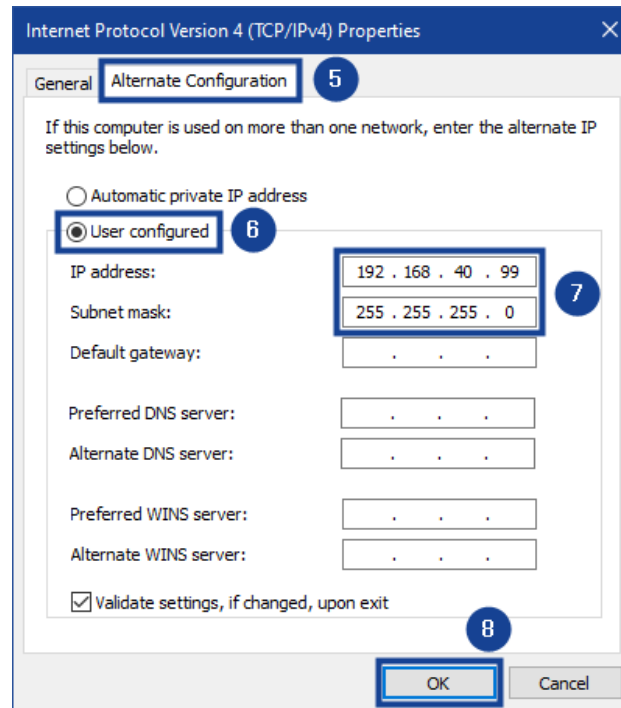 Internet Protocol Version 4 (TCP/IPv4) Properties
General Alternate Configuration 5
If this computer is used on more than one network, enter the alternate IP
settings below.
Automatic private IP address
User configured 6
IP address: 192 . 168 . 40 . 99
7
Subnet mask: 255 . 255 . 255 . 0
Default gateway: . . .
Preferred DNS server: . . .
Alternate DNS server: . . .
Preferred WINS server: . . .
Alternate WINS server: . . .
Validate settings, if changed, upon exit
8
OK Cancel